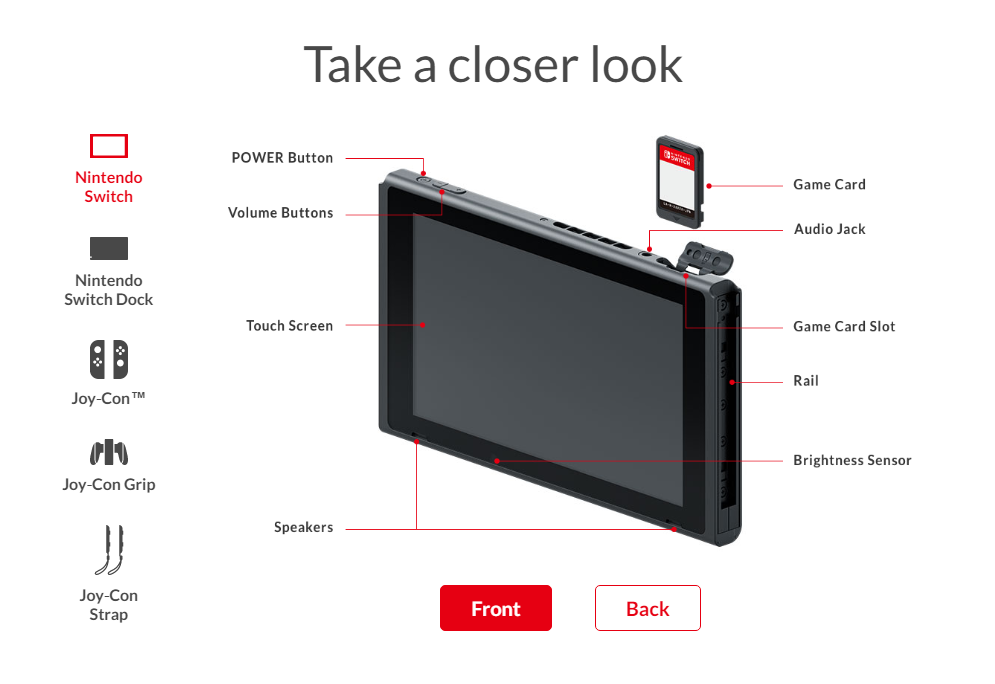 Take a closer look
Nintendo
Switch
Nintendo
Switch Dock
Joy-Con™
Joy-Con Grip
Joy-Con
Strap
POWER Button
Volume Buttons
Touch Screen
Speakers
NINTENDO
SWITCH
Game Card
Audio Jack
Game Card Slot
Rail
Brightness Sensor
Front
Back